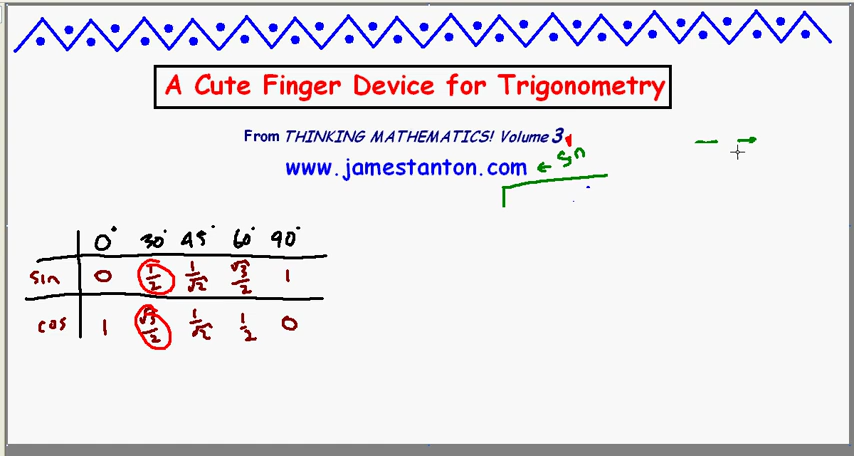 A Cute Finger Device for Trigonometry
From THINKING MATHEMATICS! Volume 3
www.jamestanton.com ← sin
0° 30° 45° 60° 90°
sin 0 1/2 1/√2 √3/2 1
cos 1 √3/2 1/√2 1/2 0